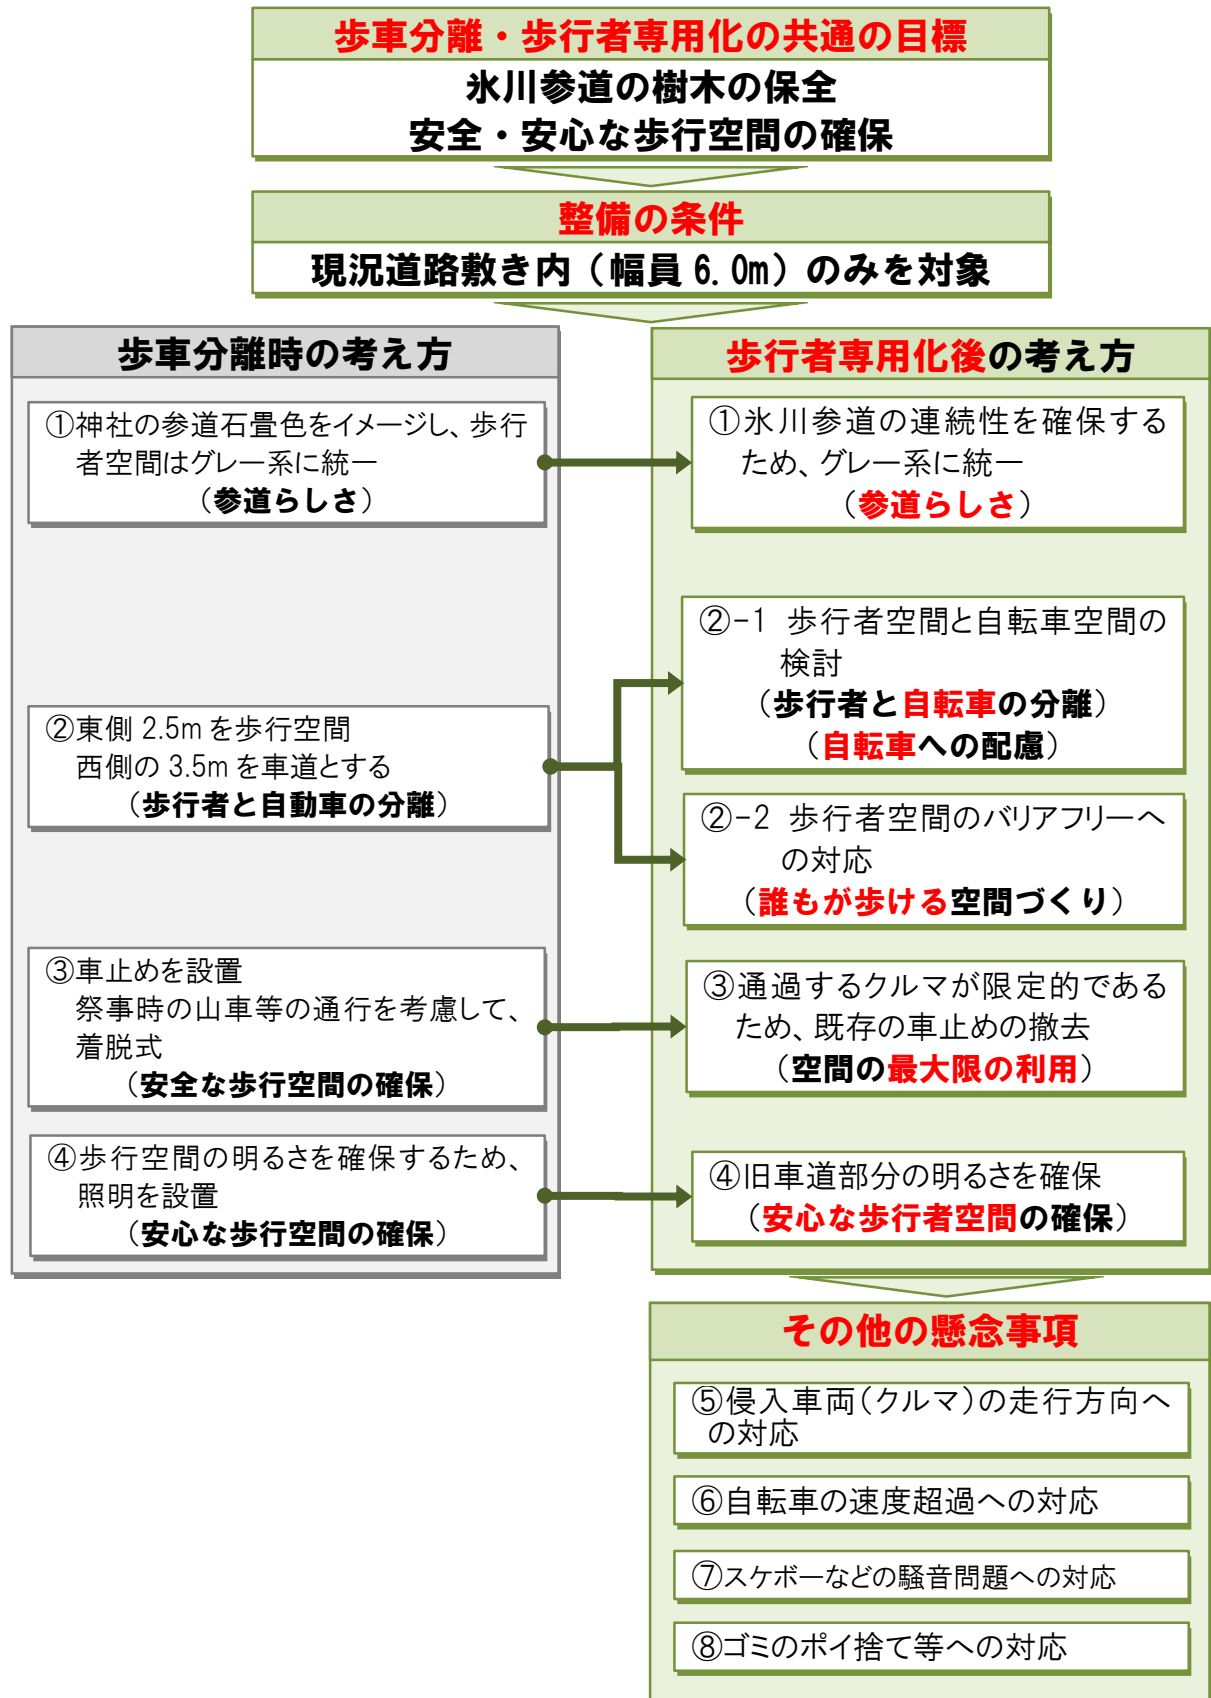 歩車分離・歩行者専用化の共通の目標
氷川参道の樹木の保全
安全・安心な歩行空間の確保
整備の条件
現況道路敷き内（幅員 6.0m）のみを対象
歩車分離時の考え方
①神社の参道石畳色をイメージし、歩行
者空間はグレー系に統一
（参道らしさ）
②東側 2.5m を歩行空間
西側の 3.5m を車道とする
（歩行者と自動車の分離）
③車止めを設置
祭事時の山車等の通行を考慮して、
着脱式
（安全な歩行空間の確保）
④歩行空間の明るさを確保するため、
照明を設置
（安心な歩行空間の確保）
歩行者専用化後の考え方
①氷川参道の連続性を確保する
ため、グレー系に統一
（参道らしさ）
②-1 歩行者空間と自転車空間の
検討
（歩行者と自転車の分離）
（自転車への配慮）
②-2 歩行者空間のバリアフリーへ
の対応
（誰もが歩ける空間づくり）
③通過するクルマが限定的である
ため、既存の車止めの撤去
（空間の最大限の利用）
④旧車道部分の明るさを確保
（安心な歩行者空間の確保）
その他の懸念事項
⑤侵入車両（クルマ）の走行方向へ
の対応
⑥自転車の速度超過への対応
⑦スケボーなどの騒音問題への対応
⑧ゴミのポイ捨て等への対応